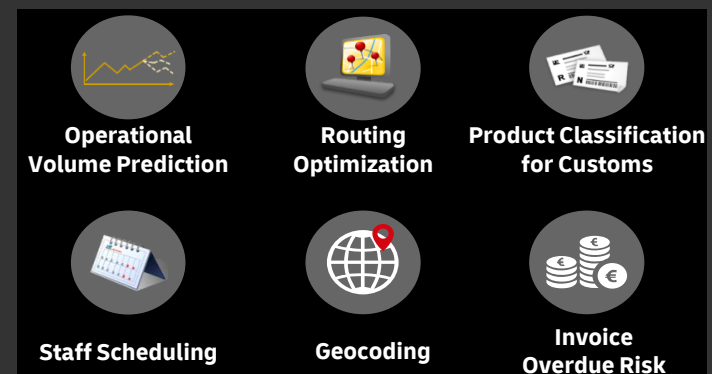 Operational
Volume Prediction
Routing
Optimization
Product Classification
for Customs
Staff Scheduling
Geocoding
Invoice
Overdue Risk